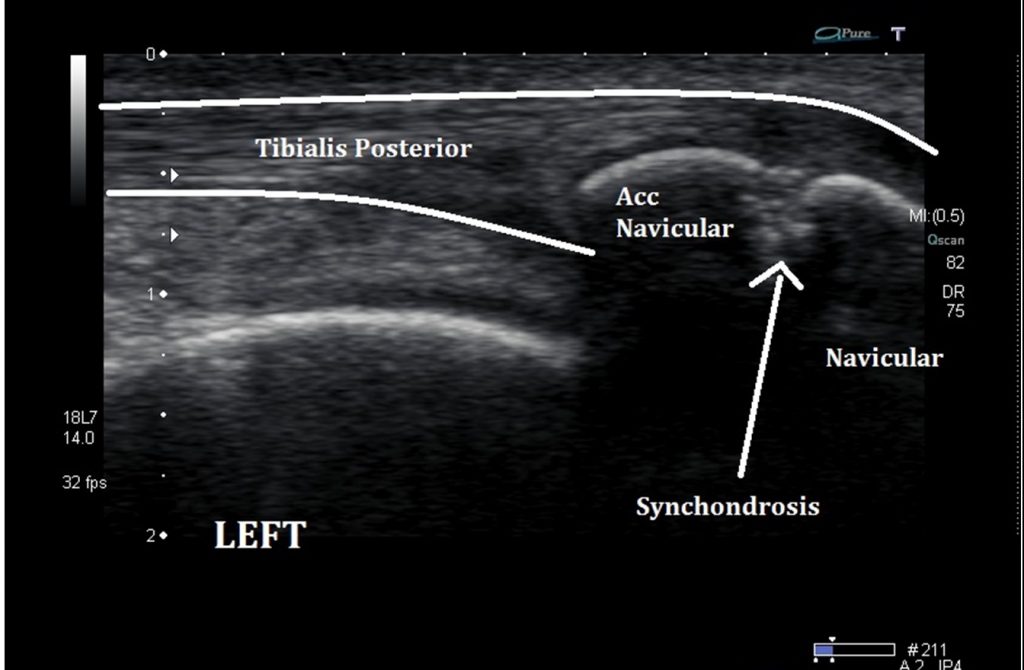 aPure T
0
Tibialis Posterior
Acc
Navicular
MI:(0.5)
Qscan
82
DR
75
1
Navicular
18L7
14.0
32 fps
Synchondrosis
2
LEFT
#211